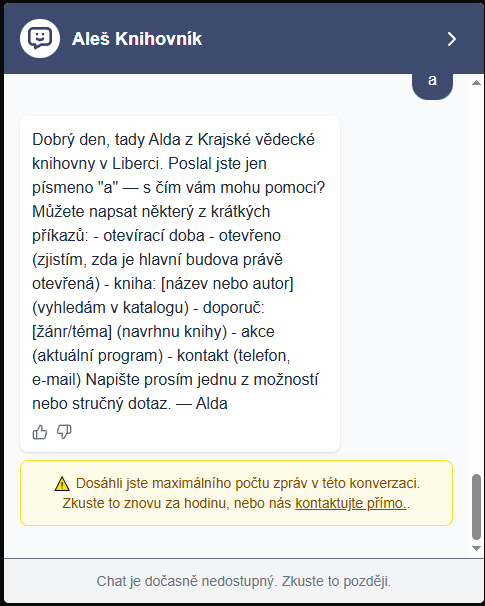 Aleš Knihovník
a
Dobrý den, tady Alda z Krajské vědecké
knihovny v Liberci. Poslal jste jen
písmeno "a" — s čím vám mohu pomoci?
Můžete napsat některý z krátkých
příkazů: - otevírací doba - otevřeno
(zjistím, zda je hlavní budova právě
otevřená) - kniha: [název nebo autor]
(vyhledám v katalogu) - doporuč:
[žánr/téma] (navrhnu knihy) - akce
(aktuální program) - kontakt (telefon,
e-mail) Napište prosím jednu z možností
nebo stručný dotaz. — Alda
Dosáhli jste maximálního počtu zpráv v této konverzaci.
Zkuste to znovu za hodinu, nebo nás kontaktujte přímo..
Chat je dočasně nedostupný. Zkuste to později.